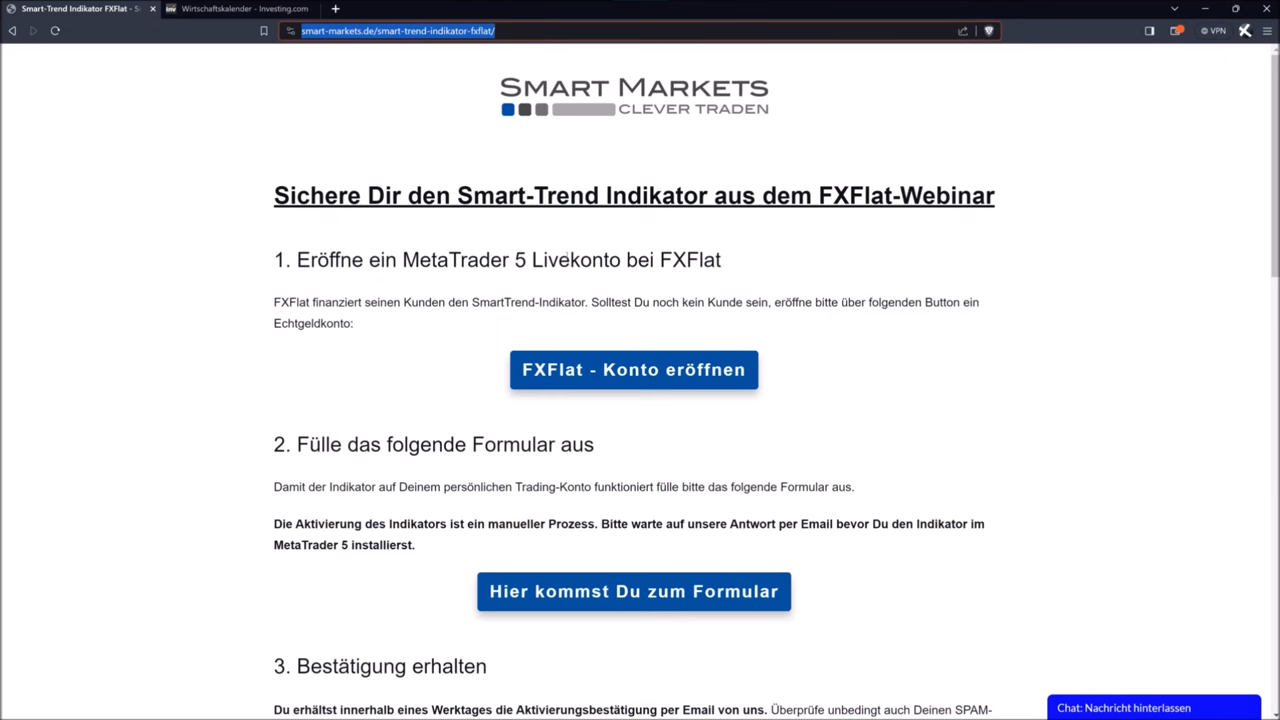 Smart-Trend Indikator FXFlat - S
Wirtschaftskalender - Investing.com
smart-markets.de/smart-trend-indikator-fxflat/
VPN
SMART MARKETS
CLEVER TRADEN
Sichere Dir den Smart-Trend Indikator aus dem FXFlat-Webinar
1. Eröffne ein MetaTrader 5 Livekonto bei FXFlat
FXFlat finanziert seinen Kunden den SmartTrend-Indikator. Solltest Du noch kein Kunde sein, eröffne bitte über folgenden Button ein
Echtgeldkonto:
FXFlat - Konto eröffnen
2. Fülle das folgende Formular aus
Damit der Indikator auf Deinem persönlichen Trading-Konto funktioniert fülle bitte das folgende Formular aus.
Die Aktivierung des Indikators ist ein manueller Prozess. Bitte warte auf unsere Antwort per Email bevor Du den Indikator im
MetaTrader 5 installierst.
Hier kommst Du zum Formular
3. Bestätigung erhalten
Du erhältst innerhalb eines Werktages die Aktivierungsbestätigung per Email von uns. Überprüfe unbedingt auch Deinen SPAM-
Chat: Nachricht hinterlassen